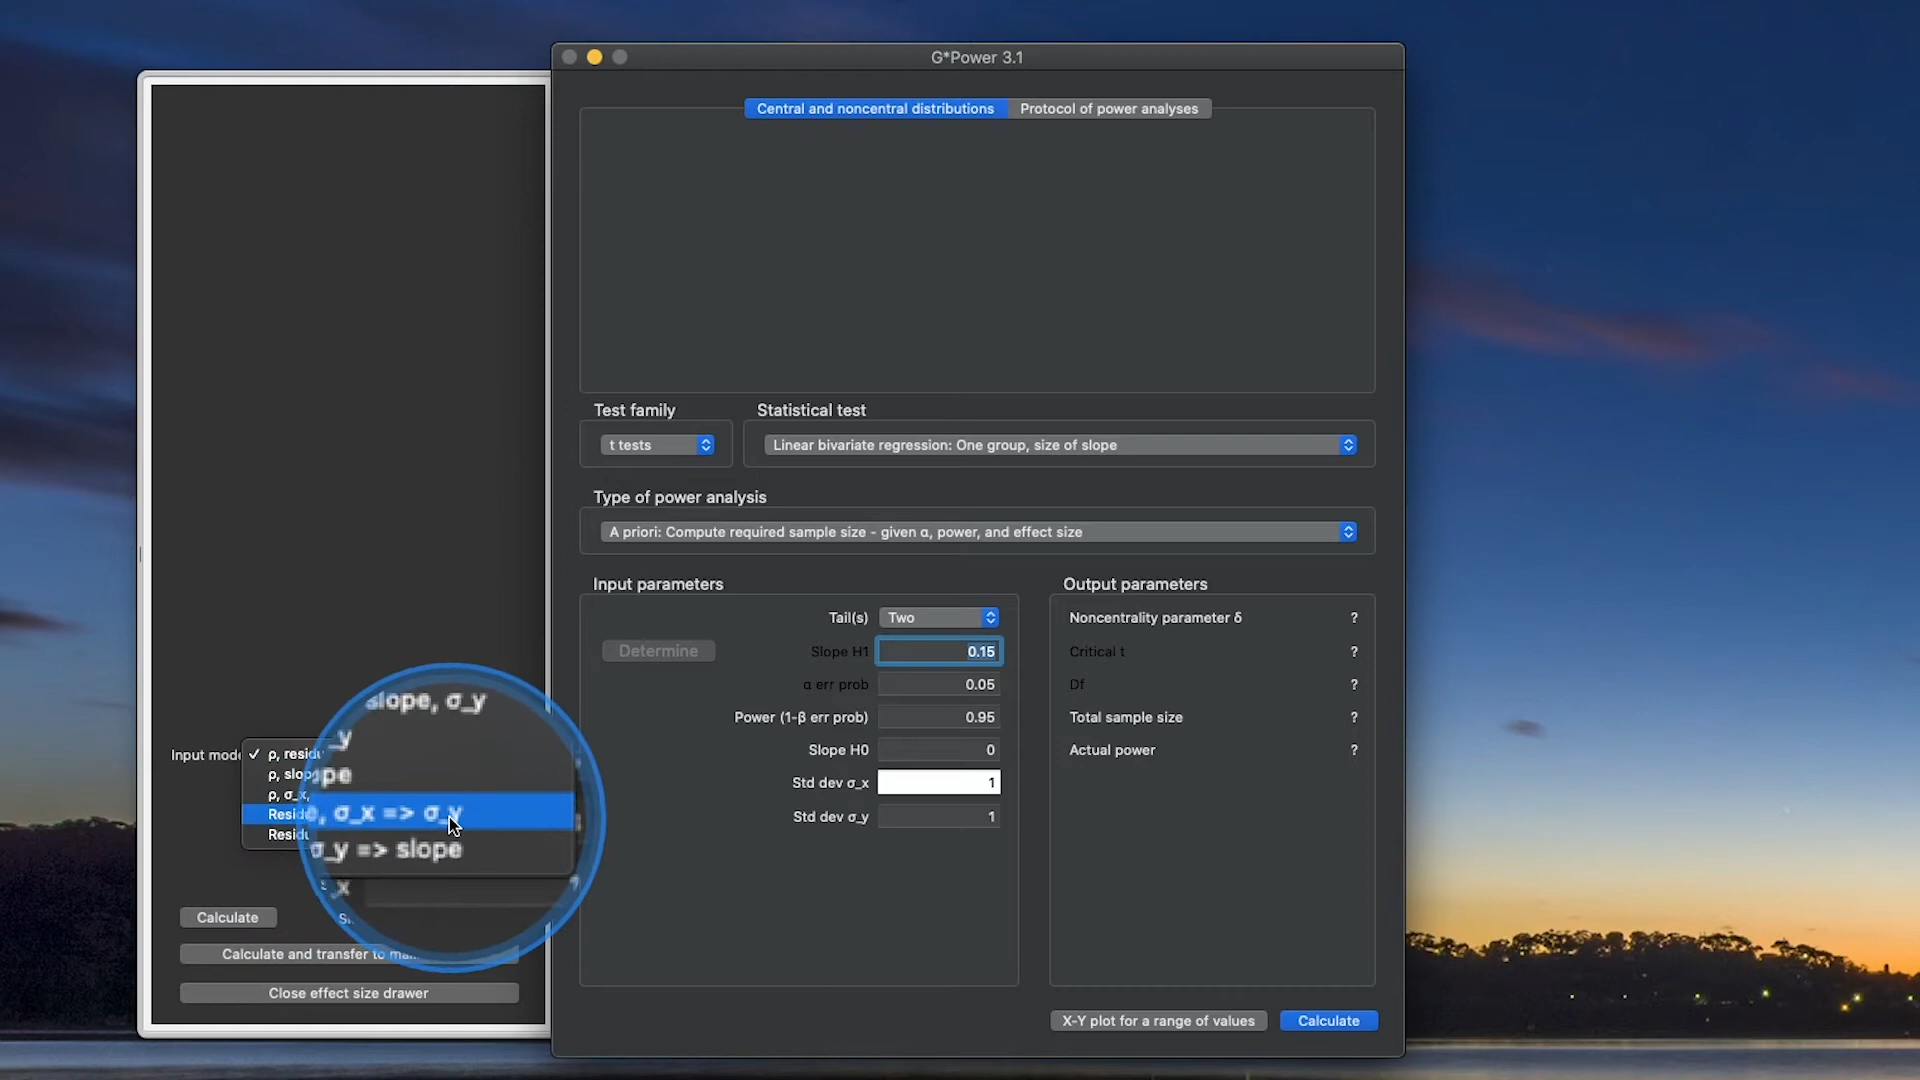 G*Power 3.1
Central and noncentral distributions
Protocol of power analyses
Test family
Statistical test
t tests
Linear bivariate regression: One group, size of slope
Type of power analysis
A priori: Compute required sample size - given α, power, and effect size
Input parameters
Output parameters
Tail(s) Two
Determine
Slope H1 0.15
α err prob 0.05
Power (1-β err prob) 0.95
Slope H0 0
Std dev σ_x 1
Std dev σ_y 1
Noncentrality parameter δ ?
Critical t ?
Df ?
Total sample size ?
Actual power ?
X-Y plot for a range of values
Calculate
Input mode
✓ ρ, resid
ρ, slop
ρ, σ_x,
Resid
Resid
slope, σ_y
_y
pe
e, σ_x => σ_y
σ_y => slope
_x
Calculate
Calculate and transfer to
Close effect size drawer